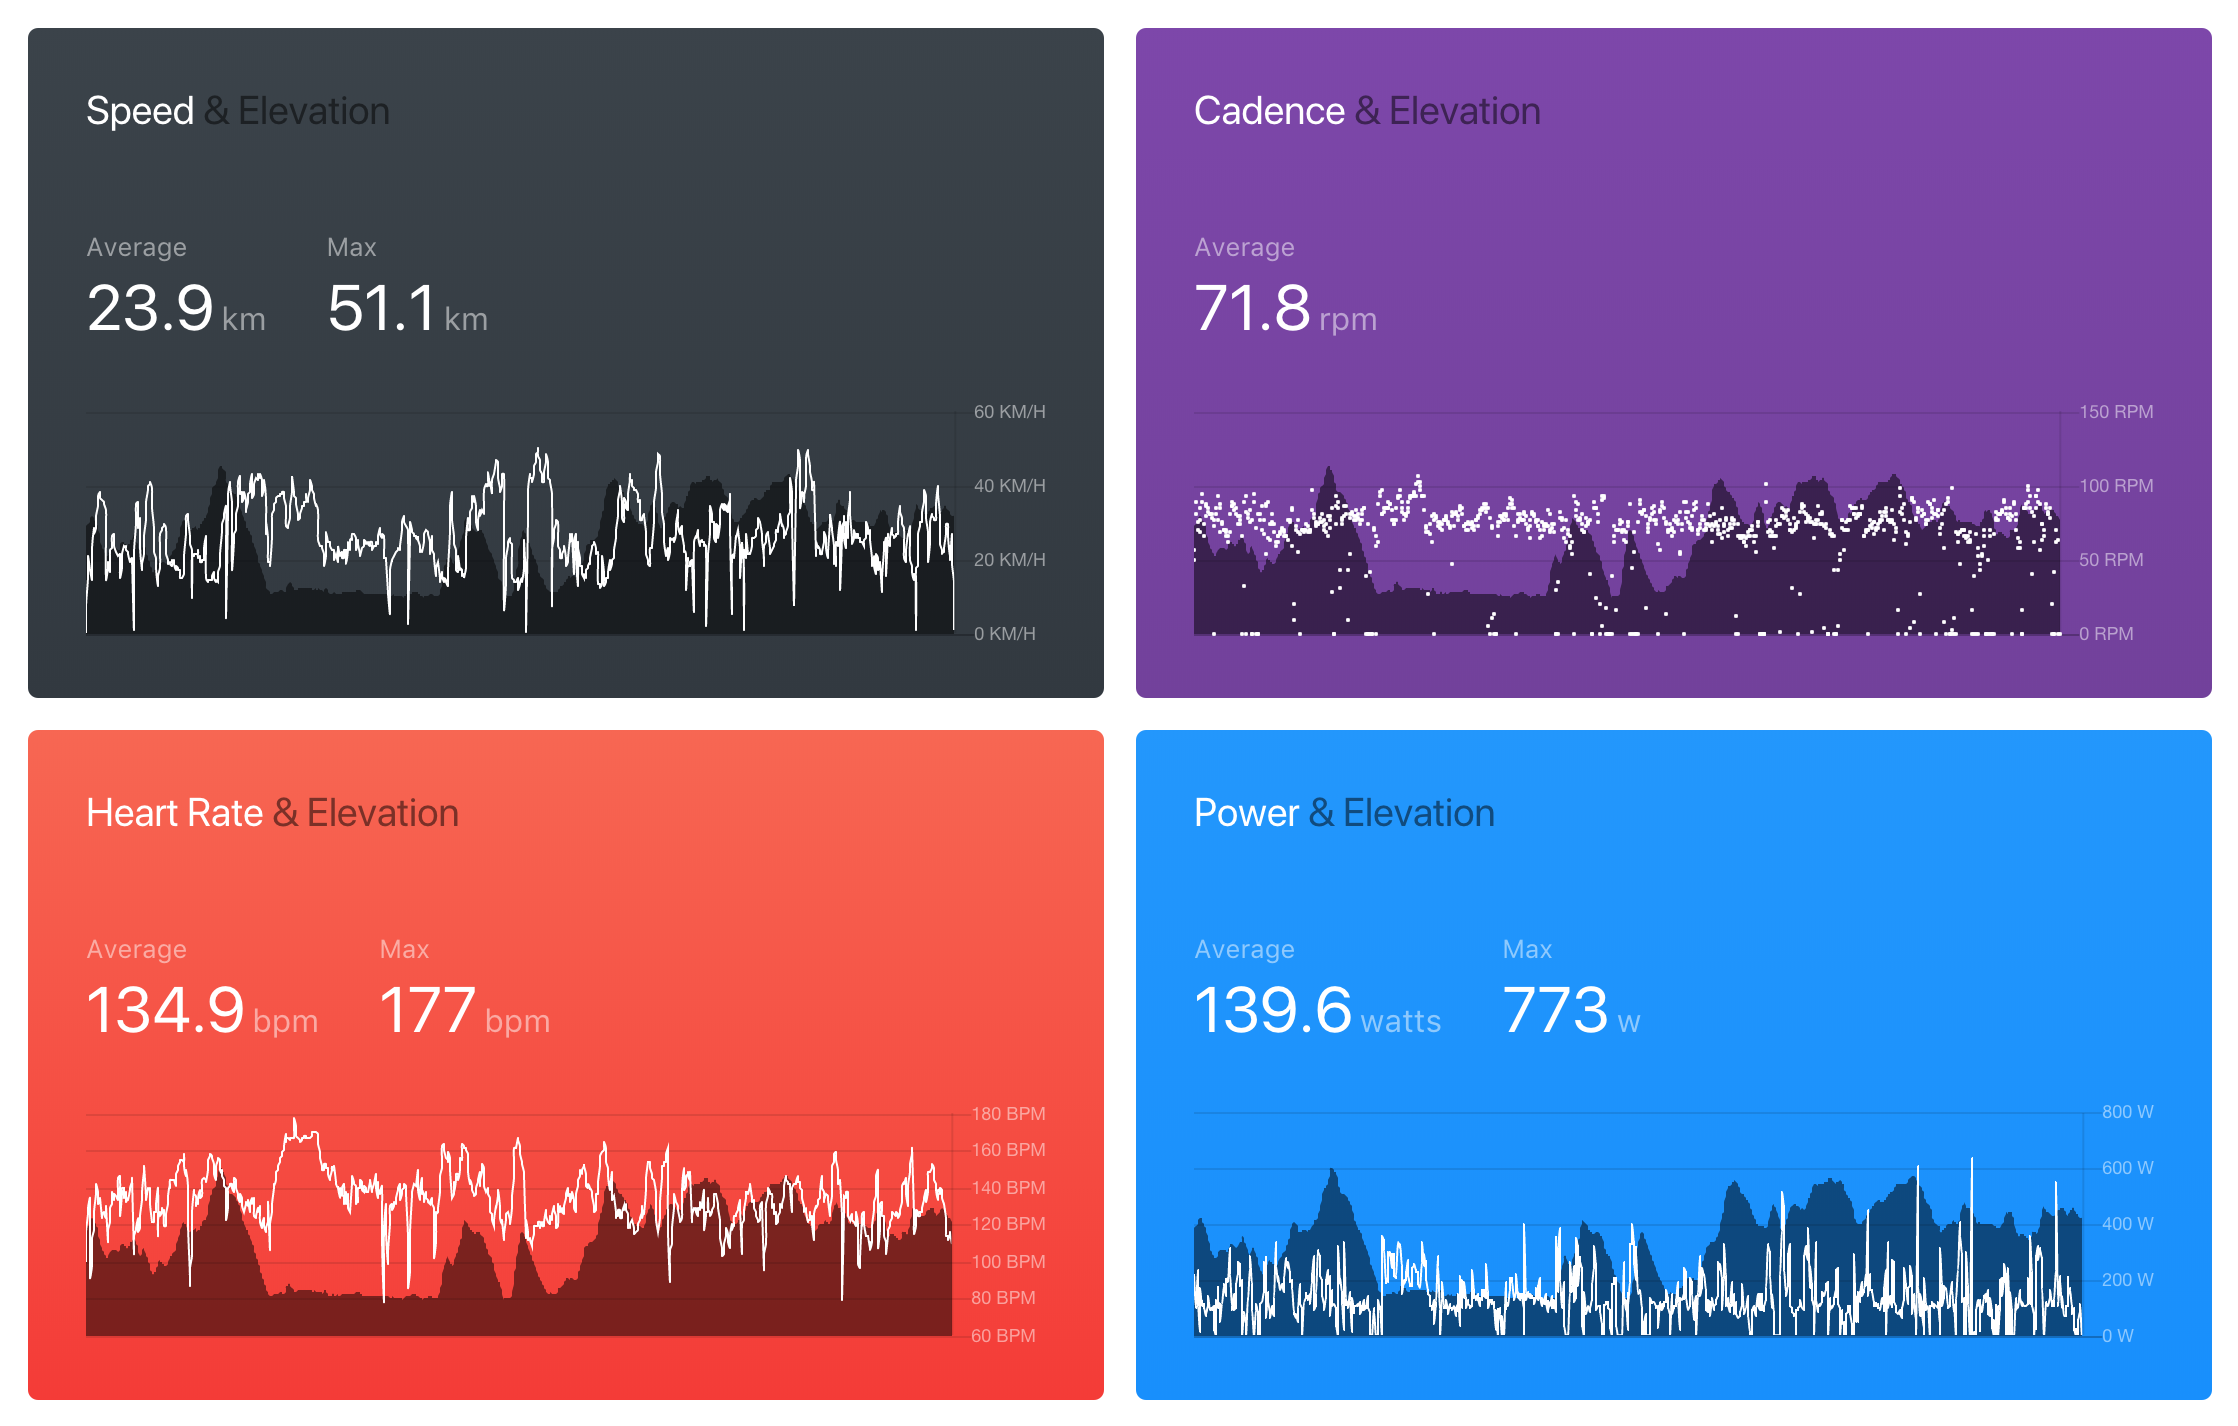 Speed & Elevation
Average
Max
23.9 km
51.1 km
60 KM/H
40 KM/H
20 KM/H
0 KM/H
Cadence & Elevation
Average
71.8 rpm
150 RPM
100 RPM
50 RPM
0 RPM
Heart Rate & Elevation
Average
Max
134.9 bpm
177 bpm
180 BPM
160 BPM
140 BPM
120 BPM
100 BPM
80 BPM
60 BPM
Power & Elevation
Average
Max
139.6 watts
773 w
800 W
600 W
400 W
200 W
0 W